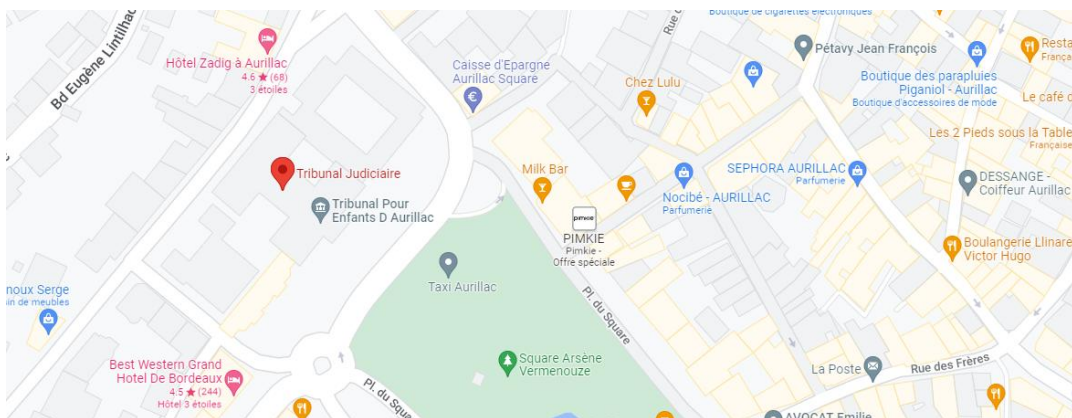 Boutique de cigarettes électroniques
Bd Eugène Lintilhac
Hôtel Zadig à Aurillac
4.6 ★ (68)
3 étoiles
Caisse d'Epargne
Aurillac Square
€
Rue d
Chez Lulu
Pétavy Jean François
Resta
França
Boutique des parapluies
Piganiol - Aurillac
Boutique d'accessoires de mode
Le café d
Les 2 Pieds sous la Table
Française
Tribunal Judiciaire
Tribunal Pour
Enfants D Aurillac
Milk Bar
Nocibé - AURILLAC
Parfumerie
SEPHORA AURILLAC
Parfumerie
DESSANGE -
Coiffeur Aurillac
pimkie
PIMKIE
Pimkie -
Offre spéciale
Boulangerie Llinare
Victor Hugo
Taxi Aurillac
Pl. du Square
noux Serge
in de meubles
Best Western Grand
Hotel De Bordeaux
4.5 ★ (244)
Hôtel 3 étoiles
Square Arsène
Vermenouze
La Poste
Rue des Frères
Pl. du Squar
AVOCAT Emilie